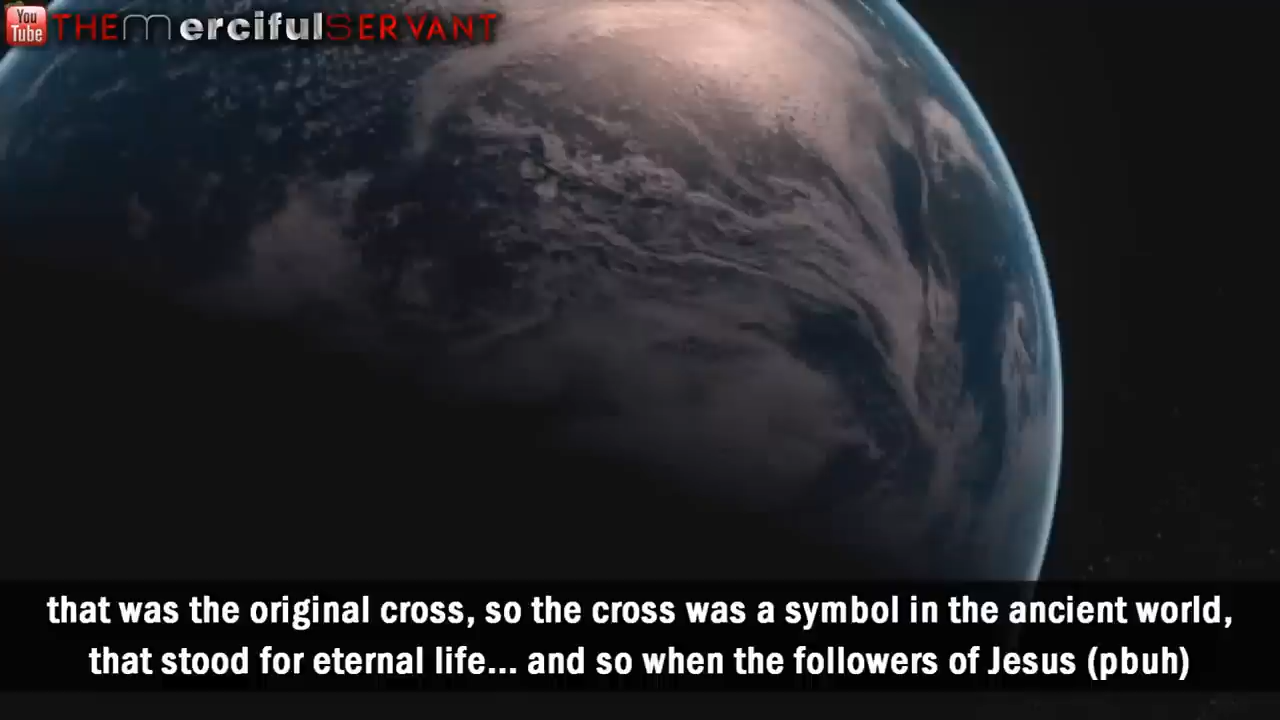 You
Tube
THEMercifulSERVANT
that was the original cross, so the cross was a symbol in the ancient world,
that stood for eternal life... and so when the followers of Jesus (pbuh)